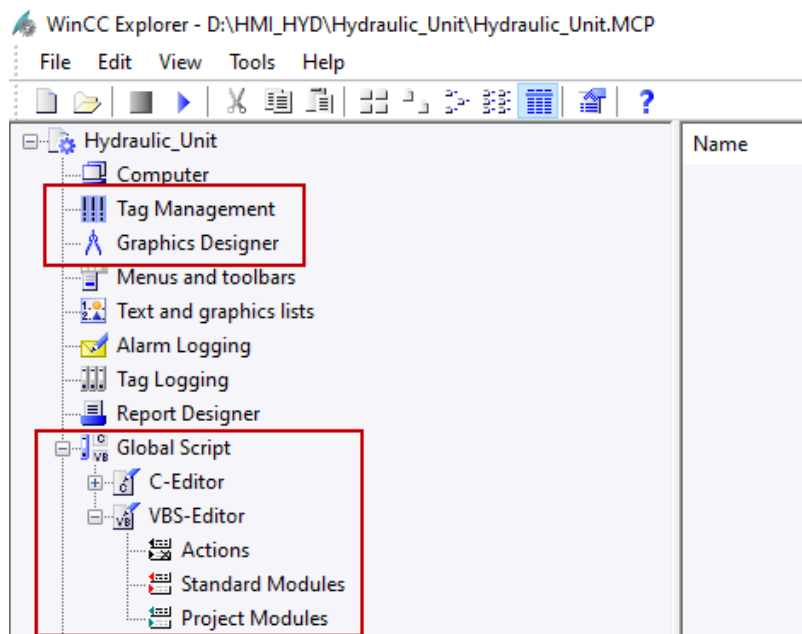 WinCC Explorer - D:\HMI_HYD\Hydraulic_Unit\Hydraulic_Unit.MCP
File Edit View Tools Help
Hydraulic_Unit
Name
Computer
Tag Management
Graphics Designer
Menus and toolbars
Text and graphics lists
Alarm Logging
Tag Logging
Report Designer
Global Script
C-Editor
VBS-Editor
Actions
Standard Modules
Project Modules